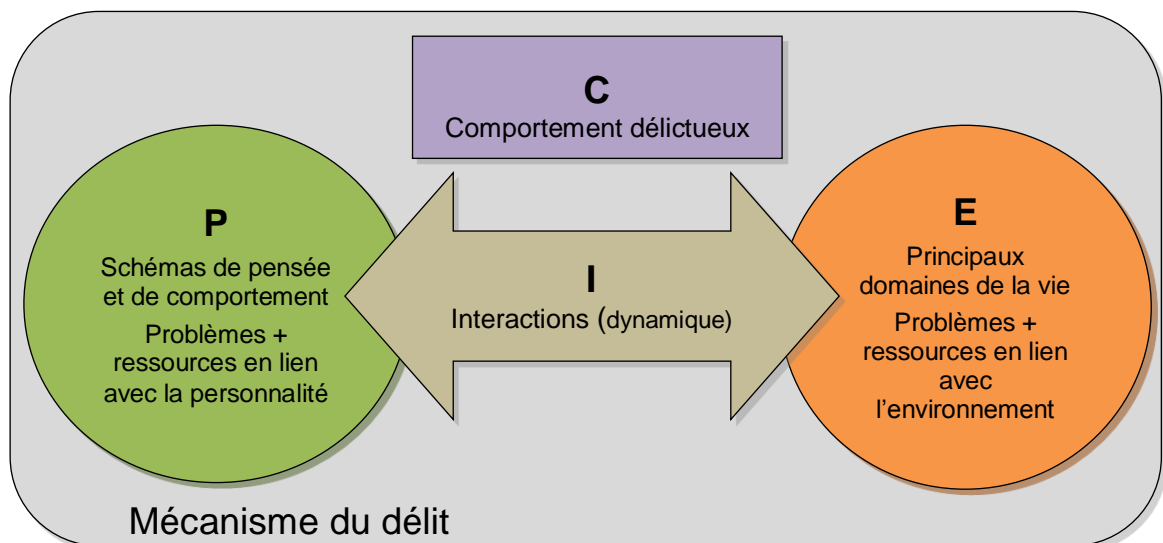 C
Comportement délictueux
P
Schémas de pensée
et de comportement
Problèmes +
ressources en lien
avec la personnalité
I
Interactions (dynamique)
E
Principaux
domaines de la vie
Problèmes +
ressources en lien
avec
l’environnement
Mécanisme du délit